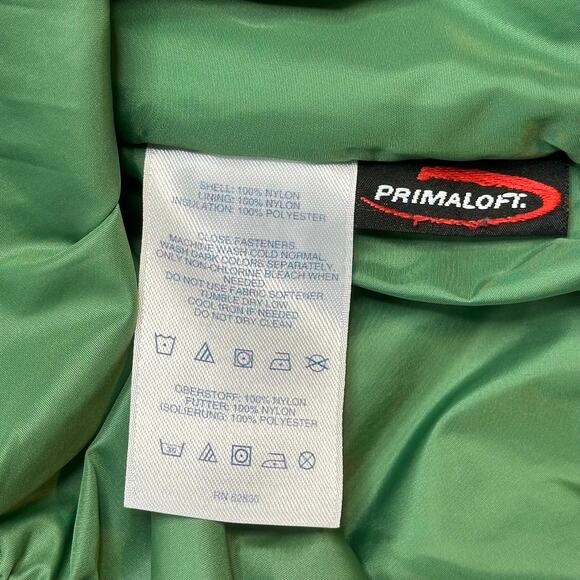 SHELL: 100% NYLON
LINING: 100% NYLON
INSULATION: 100% POLYESTER
CLOSE FASTENERS.
MACHINE WASH COLD NORMAL.
WASH DARK COLORS SEPARATELY.
ONLY NON-CHLORINE BLEACH WHEN
NEEDED.
DO NOT USE FABRIC SOFTENER.
TUMBLE DRY LOW.
COOL IRON IF NEEDED
DO NOT DRY CLEAN
OBERSTOFF: 100% NYLON
FUTTER: 100% NYLON
ISOLIERUNG: 100% POLYESTER
30
RN 62830
PRIMALOFT.